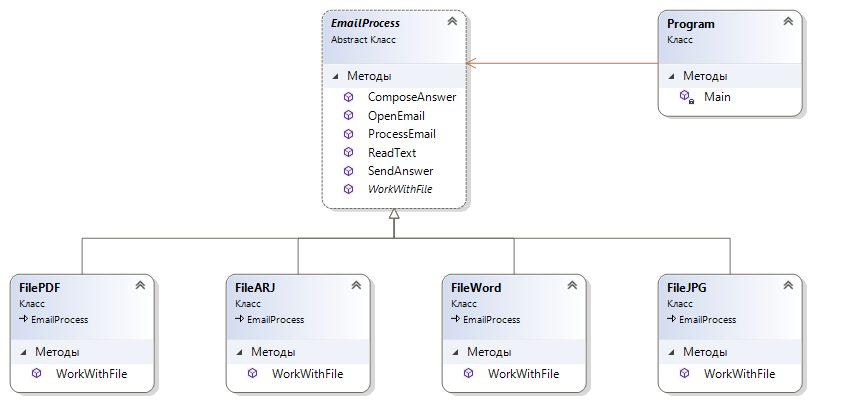 EmailProcess
Abstract Класс
Методы
ComposeAnswer
OpenEmail
ProcessEmail
ReadText
SendAnswer
WorkWithFile
Program
Класс
Методы
Main
FilePDF
Класс
EmailProcess
Методы
WorkWithFile
FileARJ
Класс
EmailProcess
Методы
WorkWithFile
FileWord
Класс
EmailProcess
Методы
WorkWithFile
FileJPG
Класс
EmailProcess
Методы
WorkWithFile